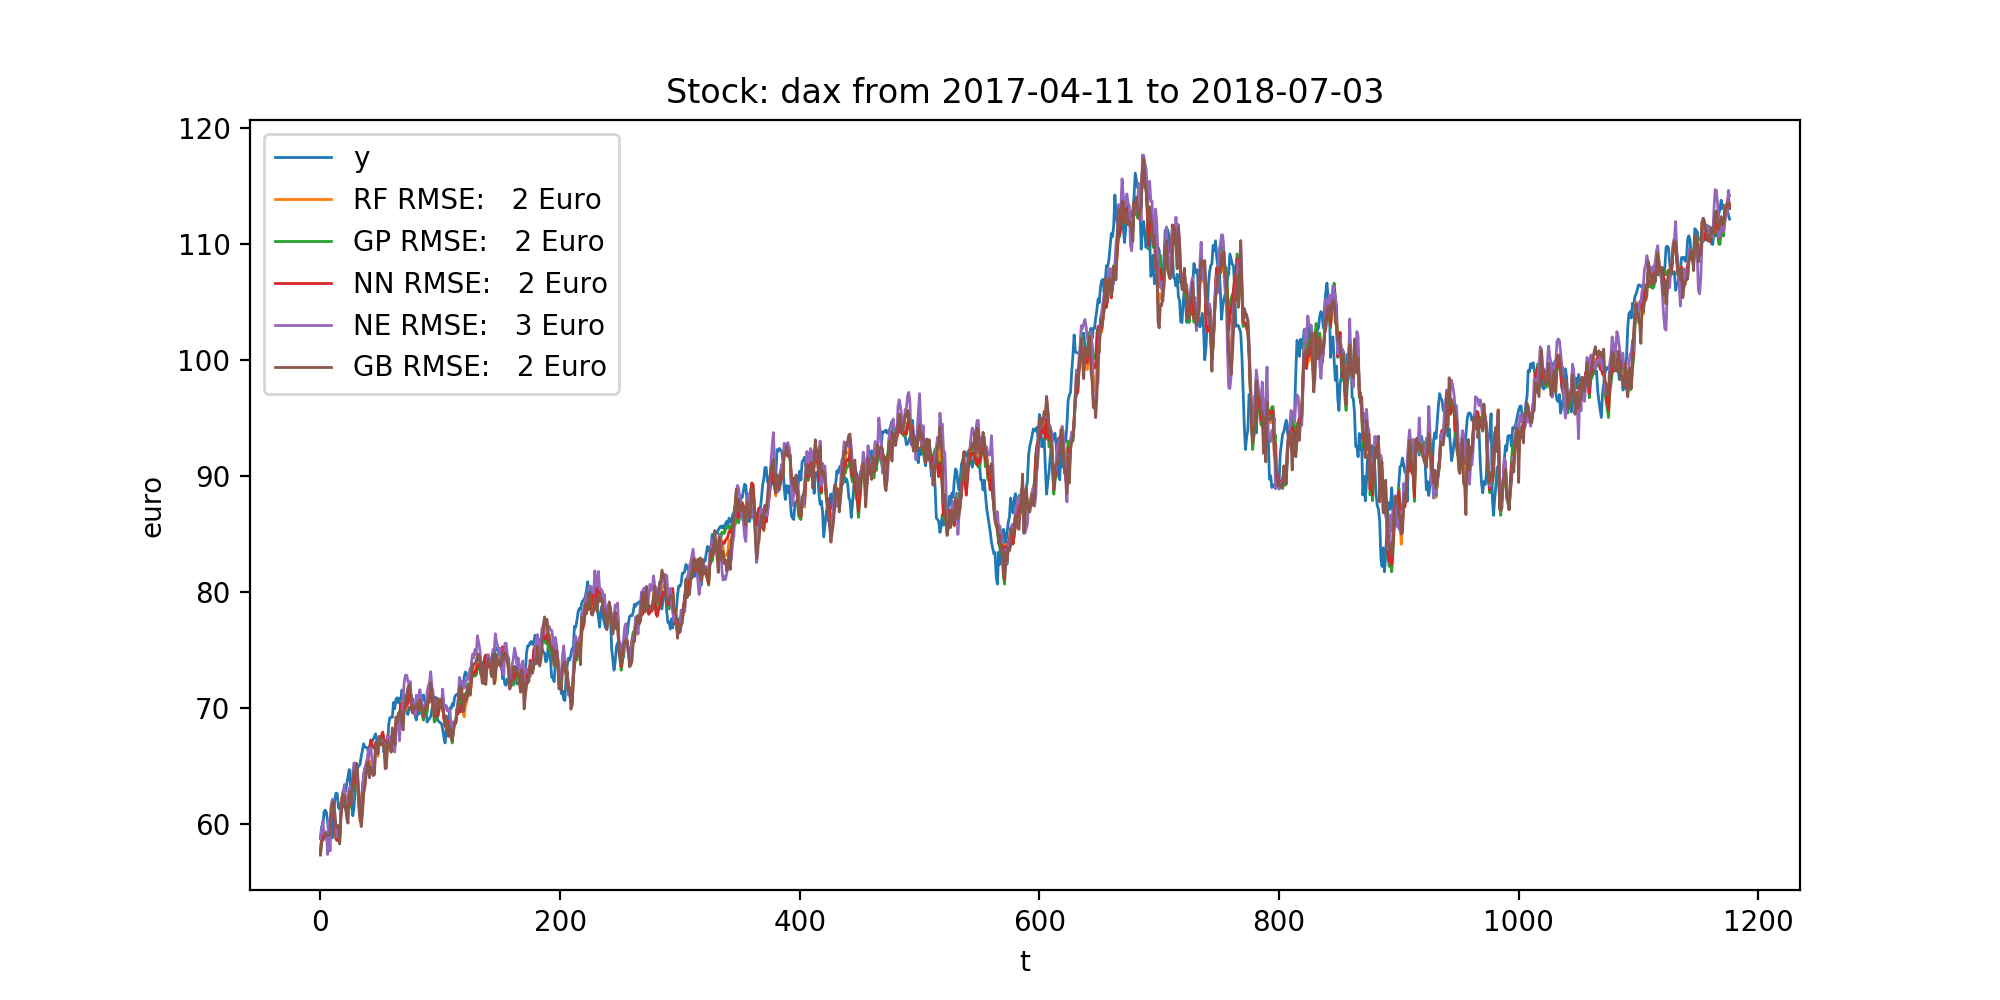 Stock: dax from 2017-04-11 to 2018-07-03
120
110
100
90
80
70
60
euro
y
RF RMSE: 2 Euro
GP RMSE: 2 Euro
NN RMSE: 2 Euro
NE RMSE: 3 Euro
GB RMSE: 2 Euro
0 200 400 600 800 1000 1200
t